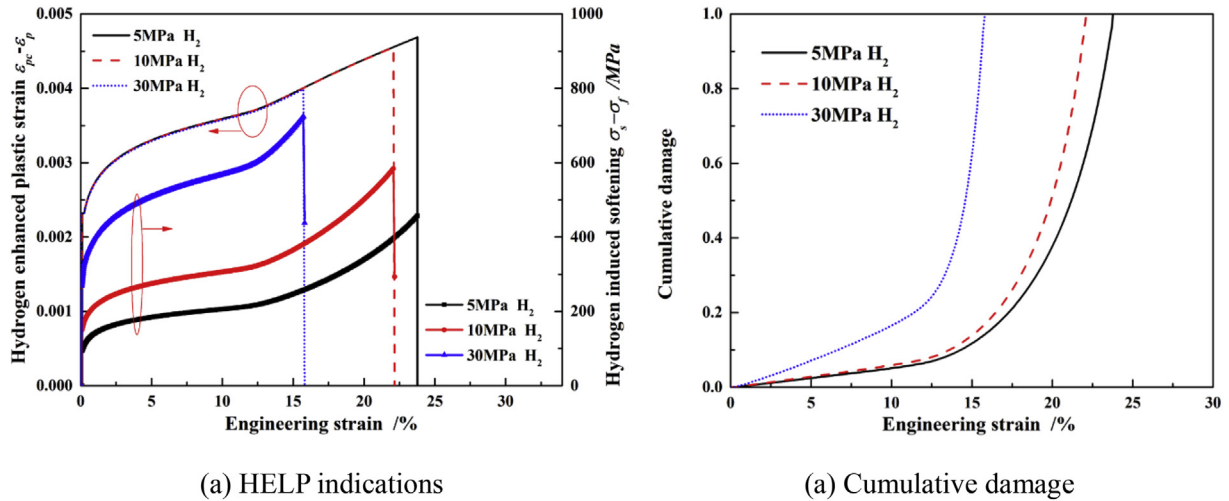 0.005
0.004
0.003
0.002
0.001
0.000
Hydrogen enhanced plastic strain ε_pc-ε_p
5MPa H₂
10MPa H₂
30MPa H₂
1000
800
600
400
200
0
Hydrogen induced softening σ_s-σ_f /MPa
5MPa H₂
10MPa H₂
30MPa H₂
0 5 10 15 20 25 30
Engineering strain /%
(a) HELP indications
1.0
0.8
0.6
0.4
0.2
0.0
Cumulative damage
5MPa H₂
10MPa H₂
30MPa H₂
0 5 10 15 20 25 30
Engineering strain /%
(a) Cumulative damage